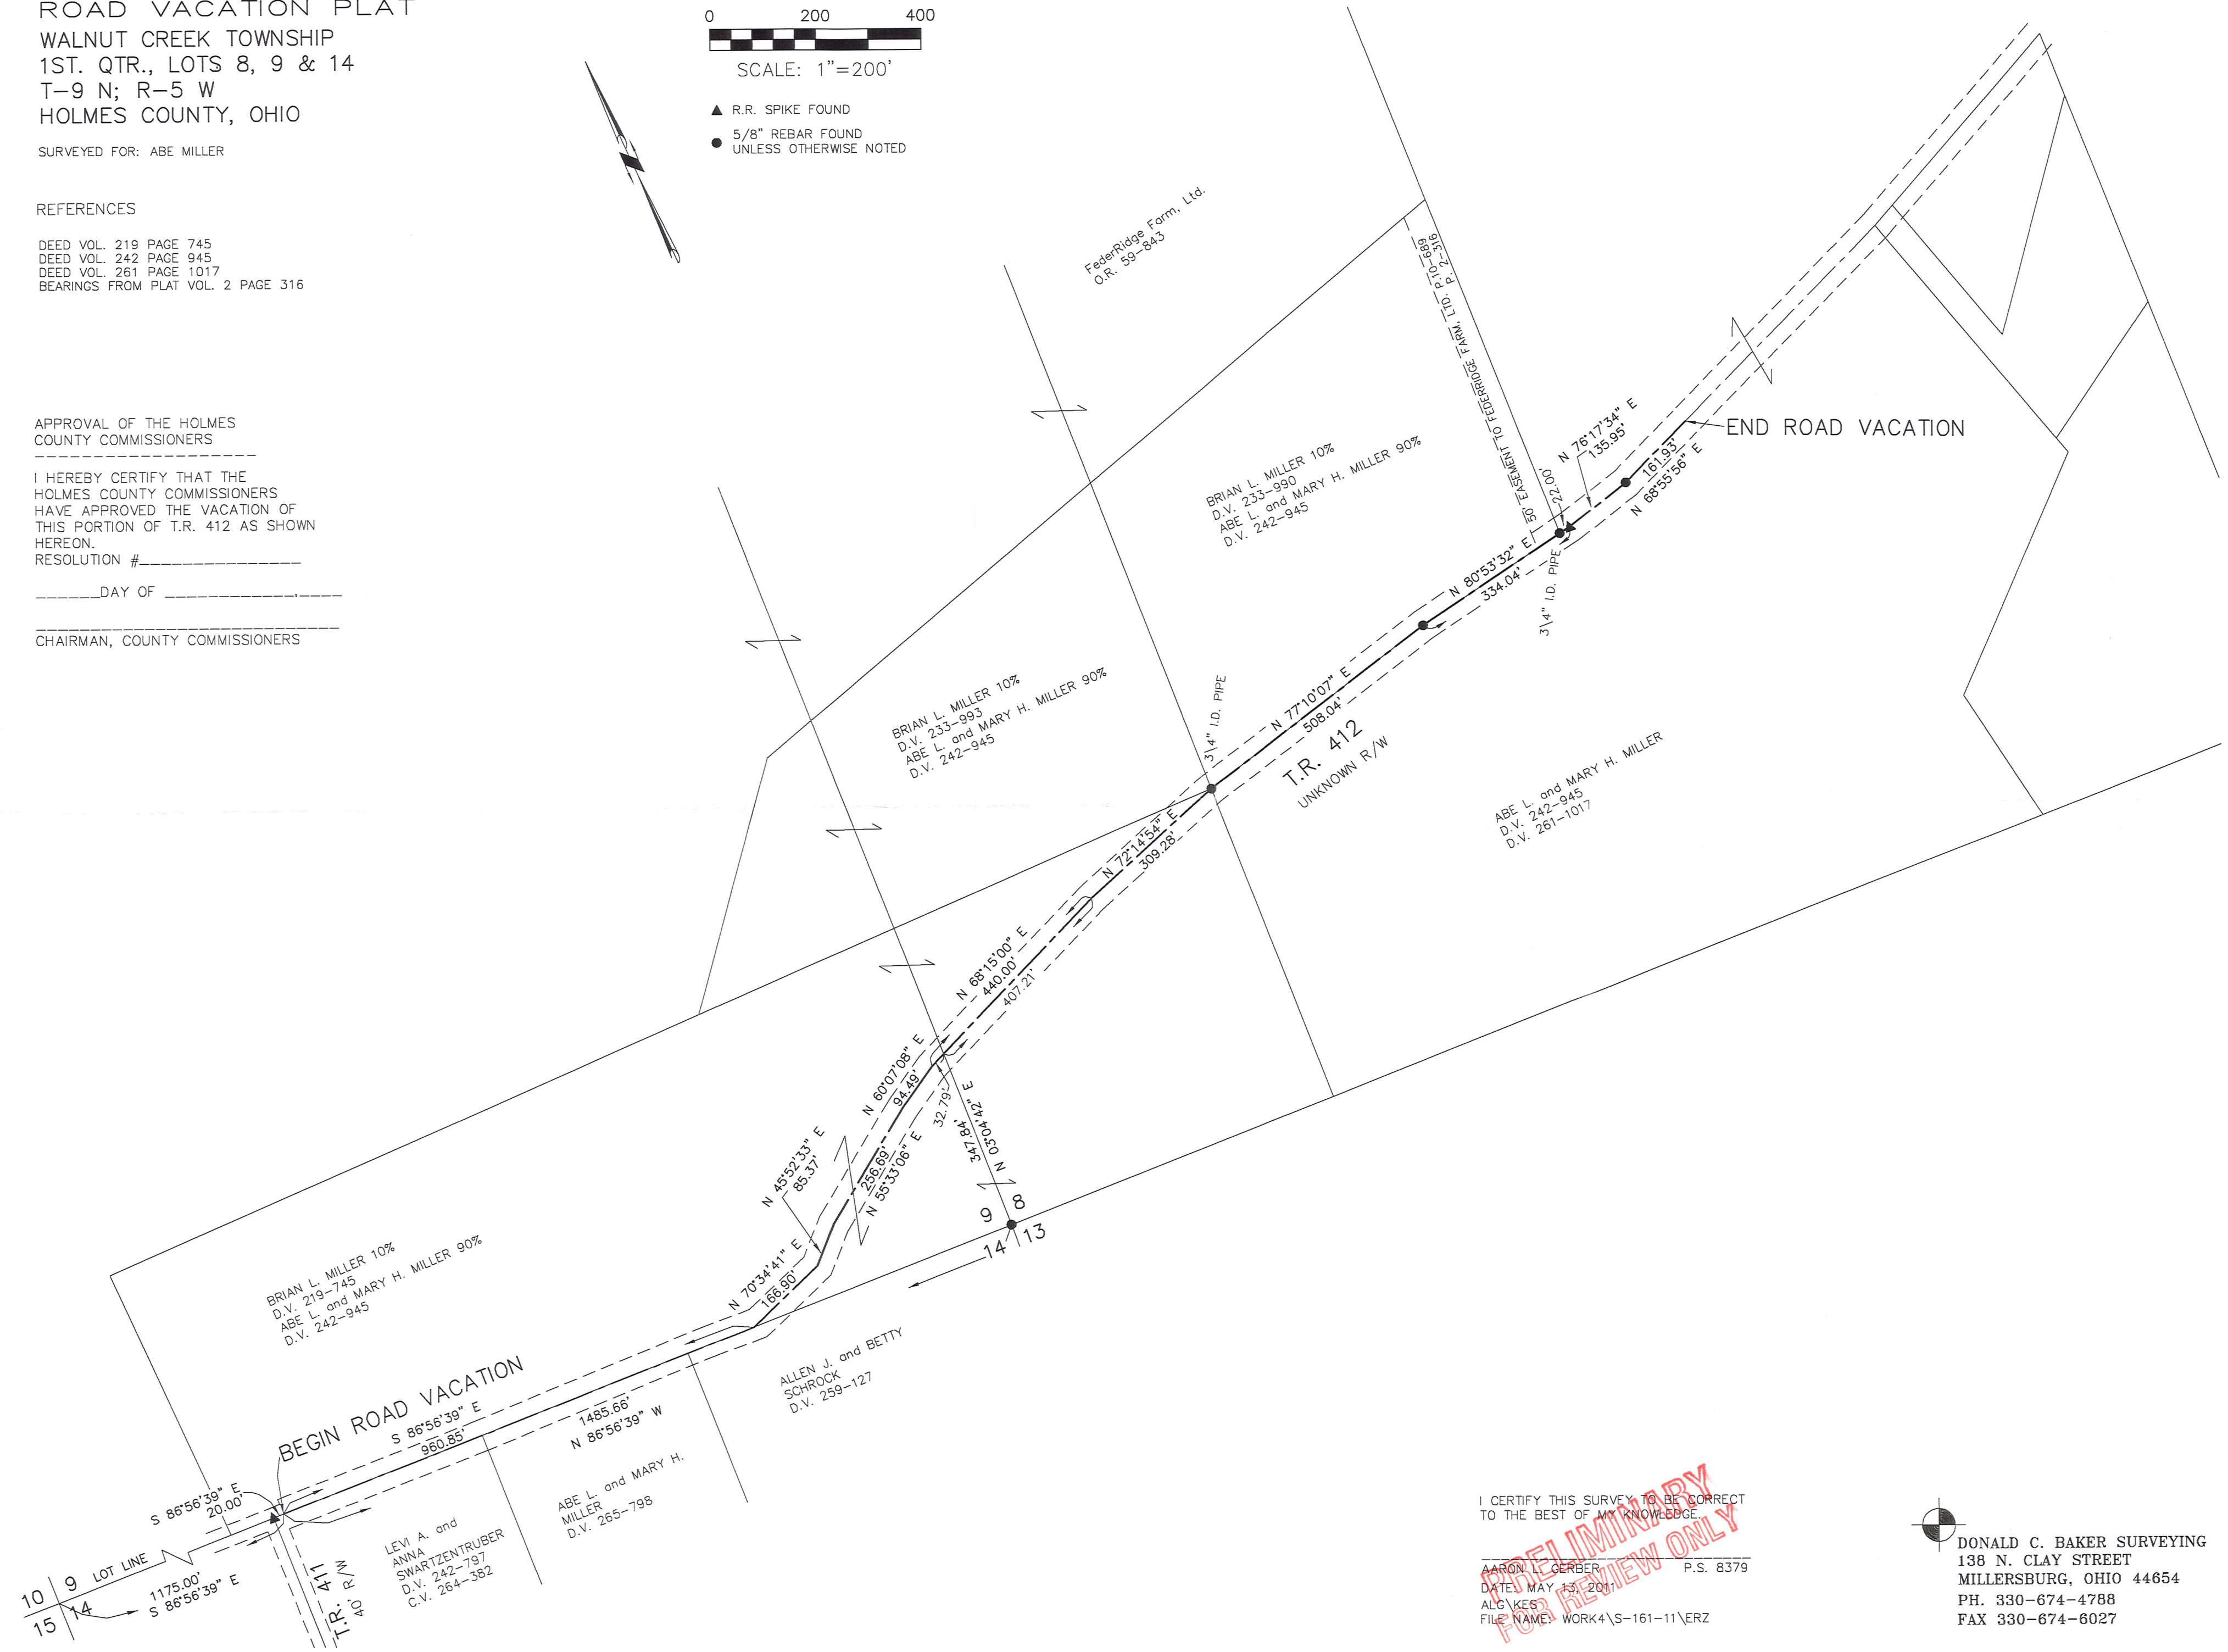 ROAD VACATION PLAT
WALNUT CREEK TOWNSHIP
1ST. QTR., LOTS 8, 9 & 14
T-9 N; R-5 W
HOLMES COUNTY, OHIO
SURVEYED FOR: ABE MILLER
REFERENCES
DEED VOL. 219 PAGE 745
DEED VOL. 242 PAGE 945
DEED VOL. 261 PAGE 1017
BEARINGS FROM PLAT VOL. 2 PAGE 316
APPROVAL OF THE HOLMES
COUNTY COMMISSIONERS
I HEREBY CERTIFY THAT THE
HOLMES COUNTY COMMISSIONERS
HAVE APPROVED THE VACATION OF
THIS PORTION OF T.R. 412 AS SHOWN
HEREON.
RESOLUTION #_______________
______DAY OF ____________,____
CHAIRMAN, COUNTY COMMISSIONERS
0 200 400
SCALE: 1"=200'
R.R. SPIKE FOUND
5/8" REBAR FOUND
UNLESS OTHERWISE NOTED
FederRidge Farm, Ltd.
O.R. 59-843
50' EASEMENT TO FEDERRIDGE FARM, LTD. P.10-689
P. 2-316
BRIAN L. MILLER 10%
D.V. 233-990
ABE L. and MARY H. MILLER 90%
D.V. 242-945
N 76°17'34" E
135.95'
22.00'
161.93'
N 68°55'56" E
END ROAD VACATION
N 80°53'32" E
334.04'
3\4" I.D. PIPE
BRIAN L. MILLER 10%
D.V. 233-993
ABE L. and MARY H. MILLER 90%
D.V. 242-945
3\4" I.D. PIPE
N 77°10'07" E
508.04'
T.R. 412
UNKNOWN R/W
ABE L. and MARY H. MILLER
D.V. 242-945
D.V. 261-1017
N 72°14'54" E
309.28'
N 68°15'00" E
440.00'
407.21'
N 60°07'08" E
94.49'
32.79'
347.84'
N 03°04'42" E
N 45°52'33" E
85.37'
256.69'
N 55°33'06" E
9 8
14 13
N 70°34'41" E
166.90'
BRIAN L. MILLER 10%
D.V. 219-745
ABE L. and MARY H. MILLER 90%
D.V. 242-945
ALLEN J. and BETTY
SCHROCK
D.V. 259-127
BEGIN ROAD VACATION
S 86°56'39" E
960.85'
1485.66'
N 86°56'39" W
ABE L. and MARY H.
MILLER
D.V. 265-798
S 86°56'39" E
20.00'
LEVI A. and
ANNA
SWARTZENTRUBER
D.V. 242-797
C.V. 264-382
10 9 LOT LINE
15 14
1175.00'
S 86°56'39" E
T.R. 411
40' R/W
I CERTIFY THIS SURVEY TO BE CORRECT
TO THE BEST OF MY KNOWLEDGE.
AARON L. GERBER P.S. 8379
DATE: MAY 13, 2011
ALG\KES
FILE NAME: WORK4\S-161-11\ERZ
PRELIMINARY
FOR REVIEW ONLY
DONALD C. BAKER SURVEYING
138 N. CLAY STREET
MILLERSBURG, OHIO 44654
PH. 330-674-4788
FAX 330-674-6027